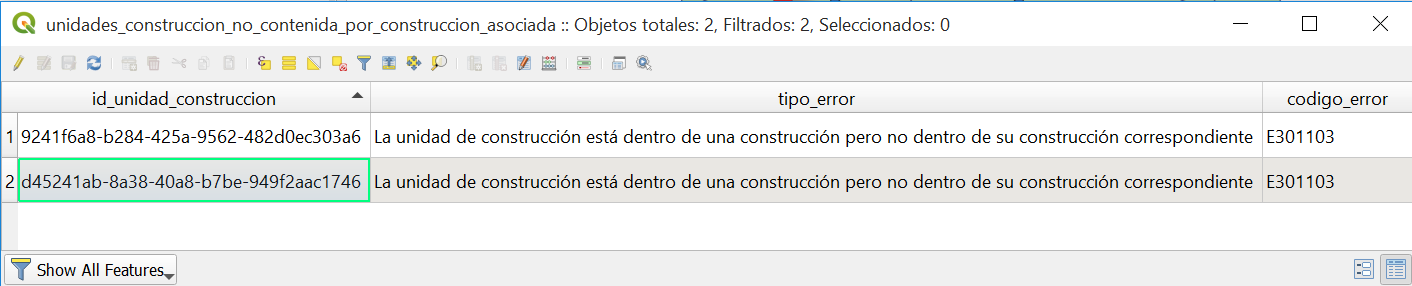 unidades_construccion_no_contenida_por_construccion_asociada :: Objetos totales: 2, Filtrados: 2, Seleccionados: 0
id_unidad_construccion tipo_error codigo_error
1 9241f6a8-b284-425a-9562-482d0ec303a6 La unidad de construcción está dentro de una construcción pero no dentro de su construcción correspondiente E301103
2 d45241ab-8a38-40a8-b7be-949f2aac1746 La unidad de construcción está dentro de una construcción pero no dentro de su construcción correspondiente E301103
Show All Features